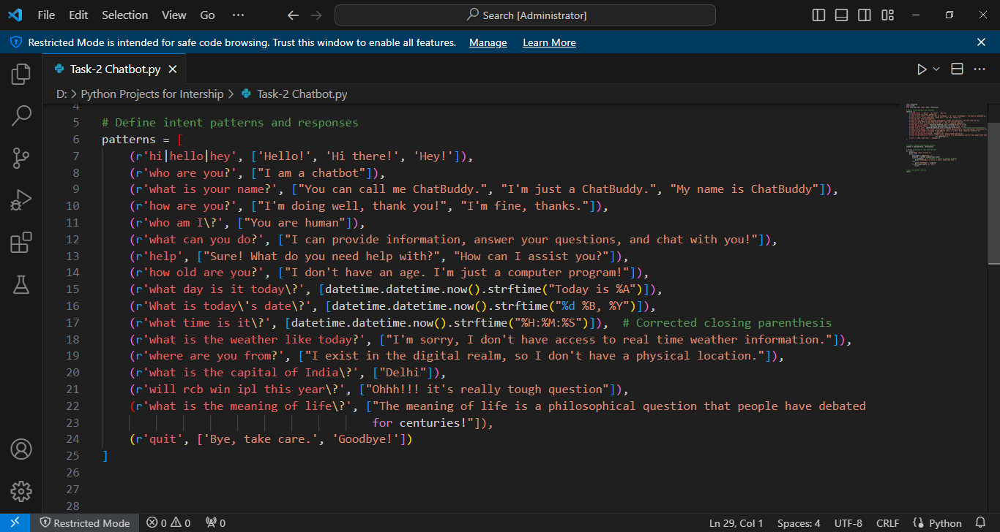 File Edit Selection View Go ··· Search [Administrator]
Restricted Mode is intended for safe code browsing. Trust this window to enable all features. Manage Learn More
Task-2 Chatbot.py
D: > Python Projects for Intership > Task-2 Chatbot.py
4
5 # Define intent patterns and responses
6 patterns = [
7 (r'hi|hello|hey', ['Hello!', 'Hi there!', 'Hey!']),
8 (r'who are you?', ["I am a chatbot"]),
9 (r'what is your name?', ["You can call me ChatBuddy.", "I'm just a ChatBuddy.", "My name is ChatBuddy"]),
10 (r'how are you?', ["I'm doing well, thank you!", "I'm fine, thanks."]),
11 (r'who am I\?', ["You are human"]),
12 (r'what can you do?', ["I can provide information, answer your questions, and chat with you!"]),
13 (r'help', ["Sure! What do you need help with?", "How can I assist you?"]),
14 (r'how old are you?', ["I don't have an age. I'm just a computer program!"]),
15 (r'what day is it today\?', [datetime.datetime.now().strftime("Today is %A")]),
16 (r'What is today\'s date\?', [datetime.datetime.now().strftime("%d %B, %Y")]),
17 (r'what time is it\?', [datetime.datetime.now().strftime("%H:%M:%S")]), # Corrected closing parenthesis
18 (r'what is the weather like today?', ["I'm sorry, I don't have access to real time weather information."]),
19 (r'where are you from?', ["I exist in the digital realm, so I don't have a physical location."]),
20 (r'what is the capital of India\?', ["Delhi"]),
21 (r'will rcb win ipl this year\?', ["Ohhh!!! it's really tough question"]),
22 (r'what is the meaning of life\?', ["The meaning of life is a philosophical question that people have debated
23 for centuries!"]),
24 (r'quit', ['Bye, take care.', 'Goodbye!'])
25 ]
26
27
28
Restricted Mode 0 0 0 Ln 29, Col 1 Spaces: 4 UTF-8 CRLF Python